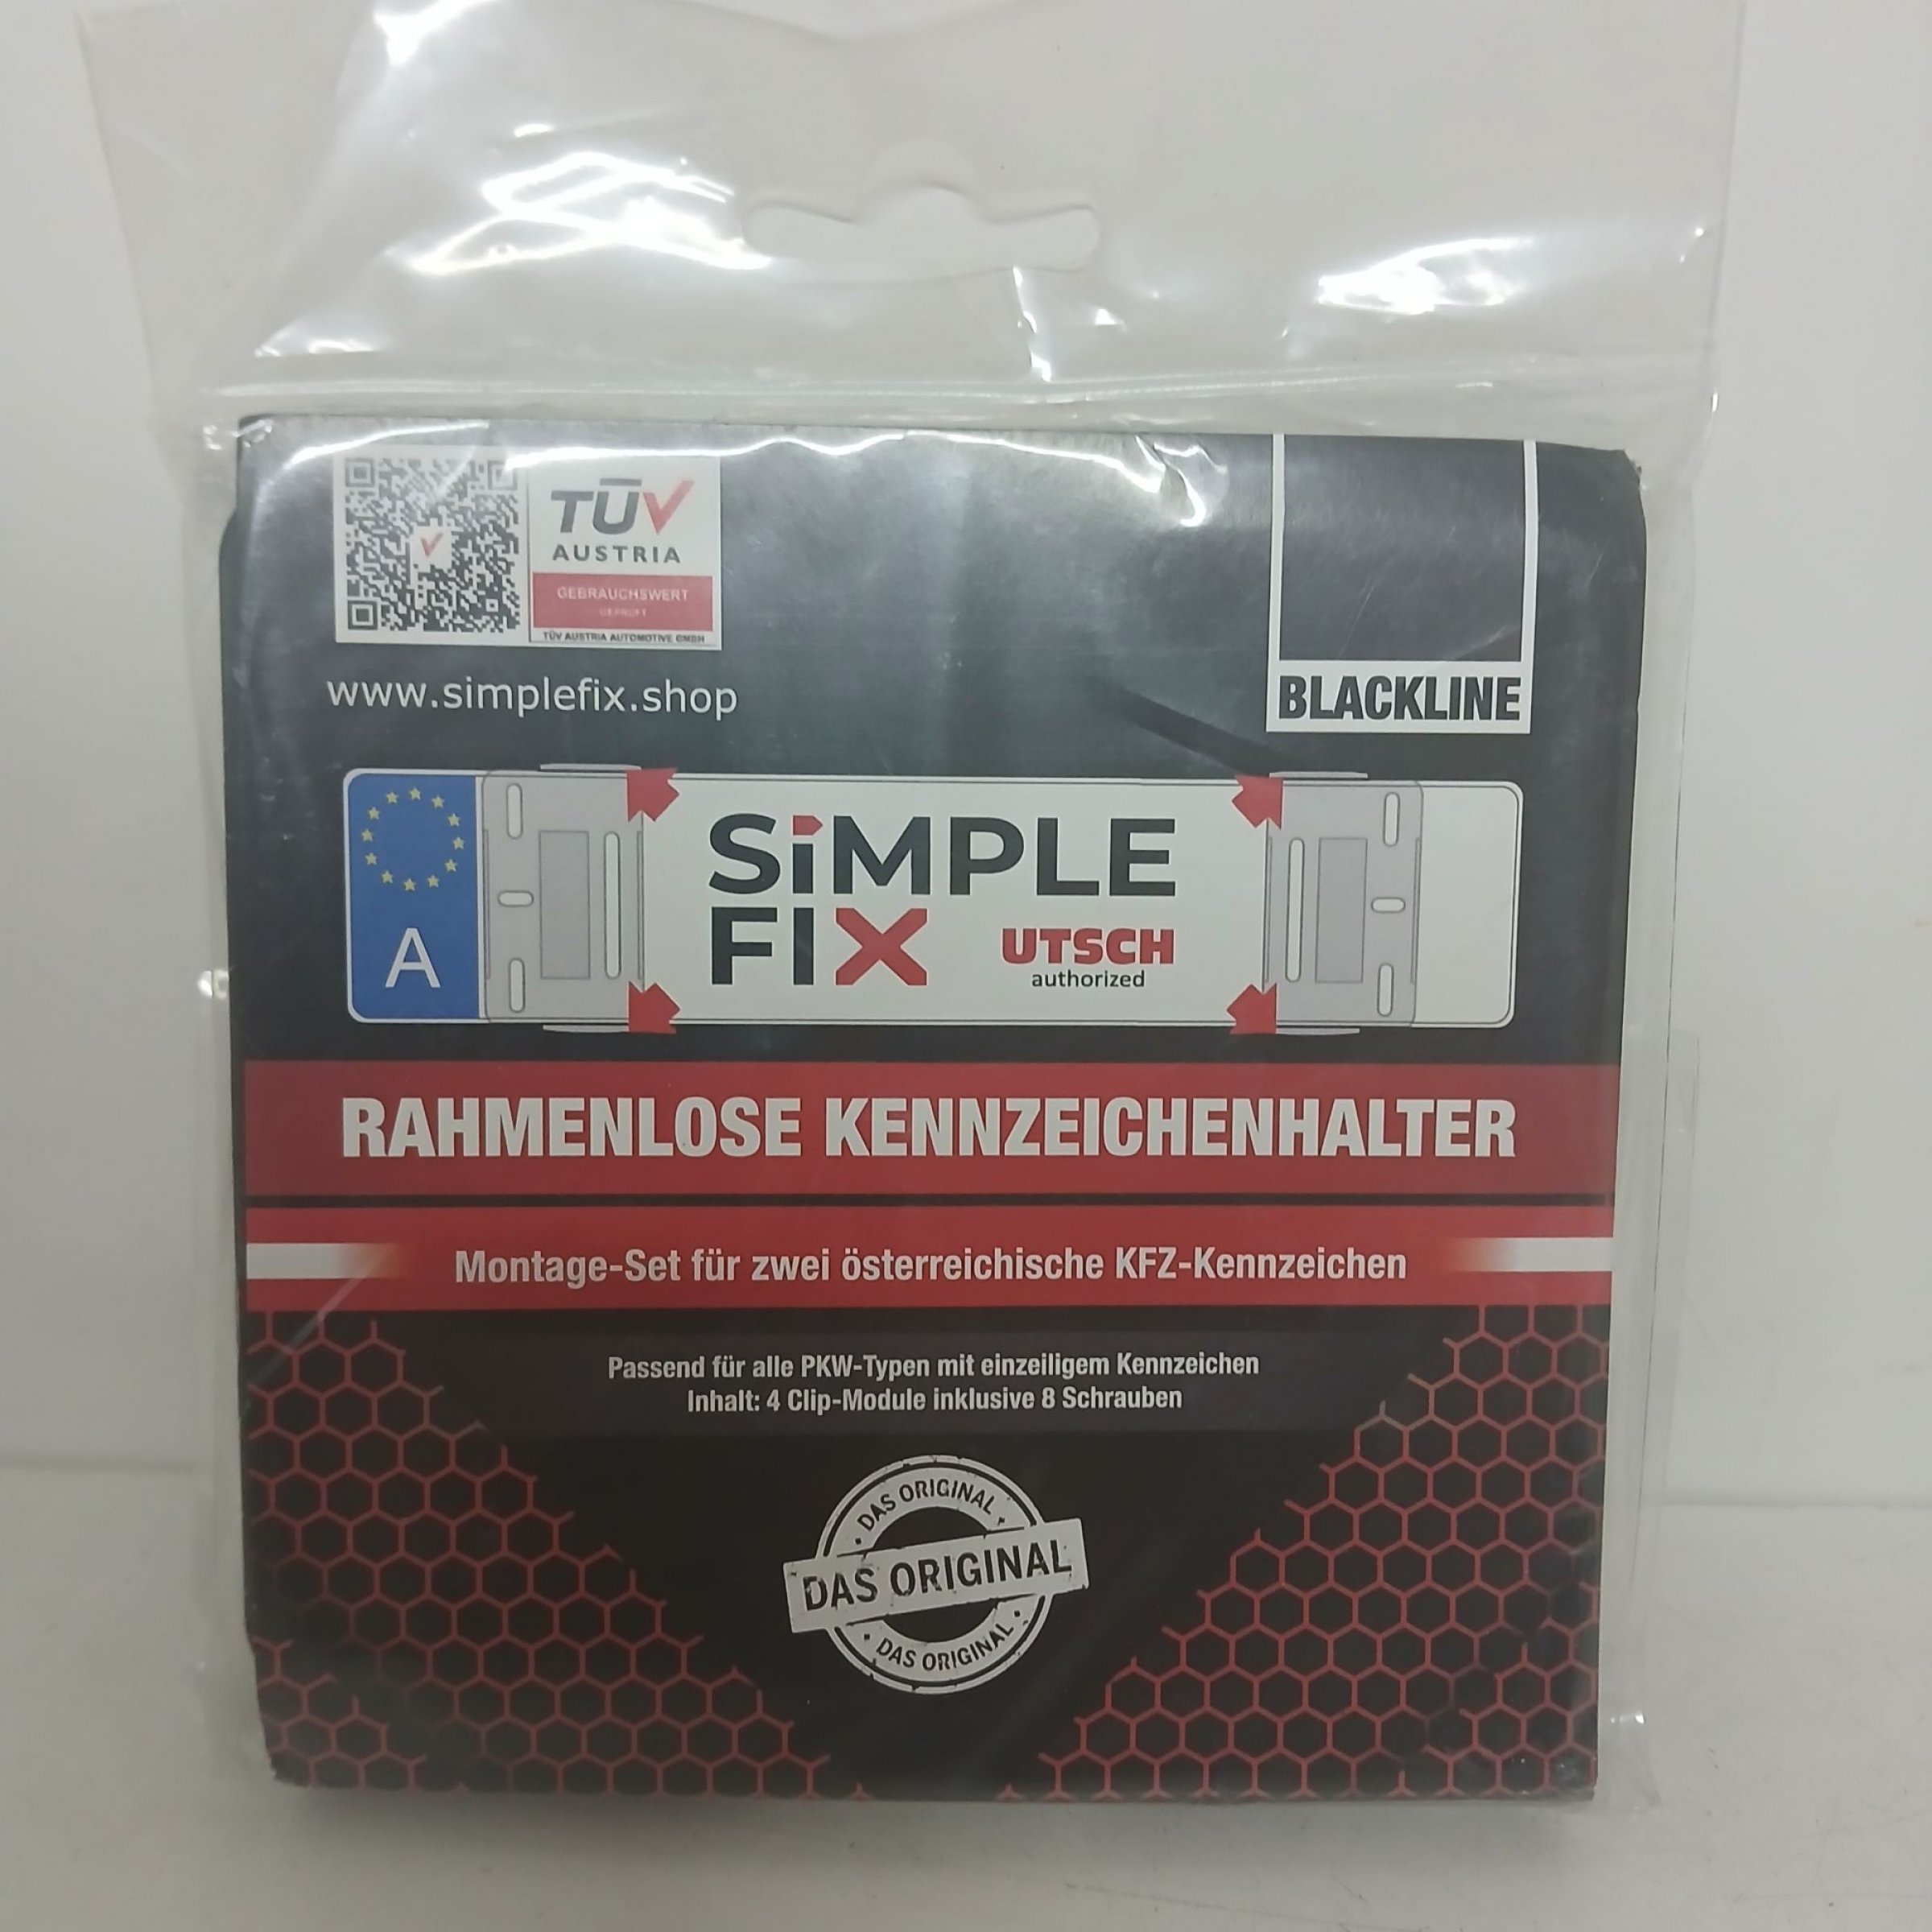 TÜV
AUSTRIA
GEBRAUCHSWERT
GEPRÜFT
TÜV AUSTRIA AUTOMOTIVE GMBH
www.simplefix.shop
BLACKLINE
A
SiMPLE
FIX
UTSCH
authorized
RAHMENLOSE KENNZEICHENHALTER
Montage-Set für zwei österreichische KFZ-Kennzeichen
Passend für alle PKW-Typen mit einzeiligem Kennzeichen
Inhalt: 4 Clip-Module inklusive 8 Schrauben
DAS ORIGINAL
DAS ORIGINAL
DAS ORIGINAL